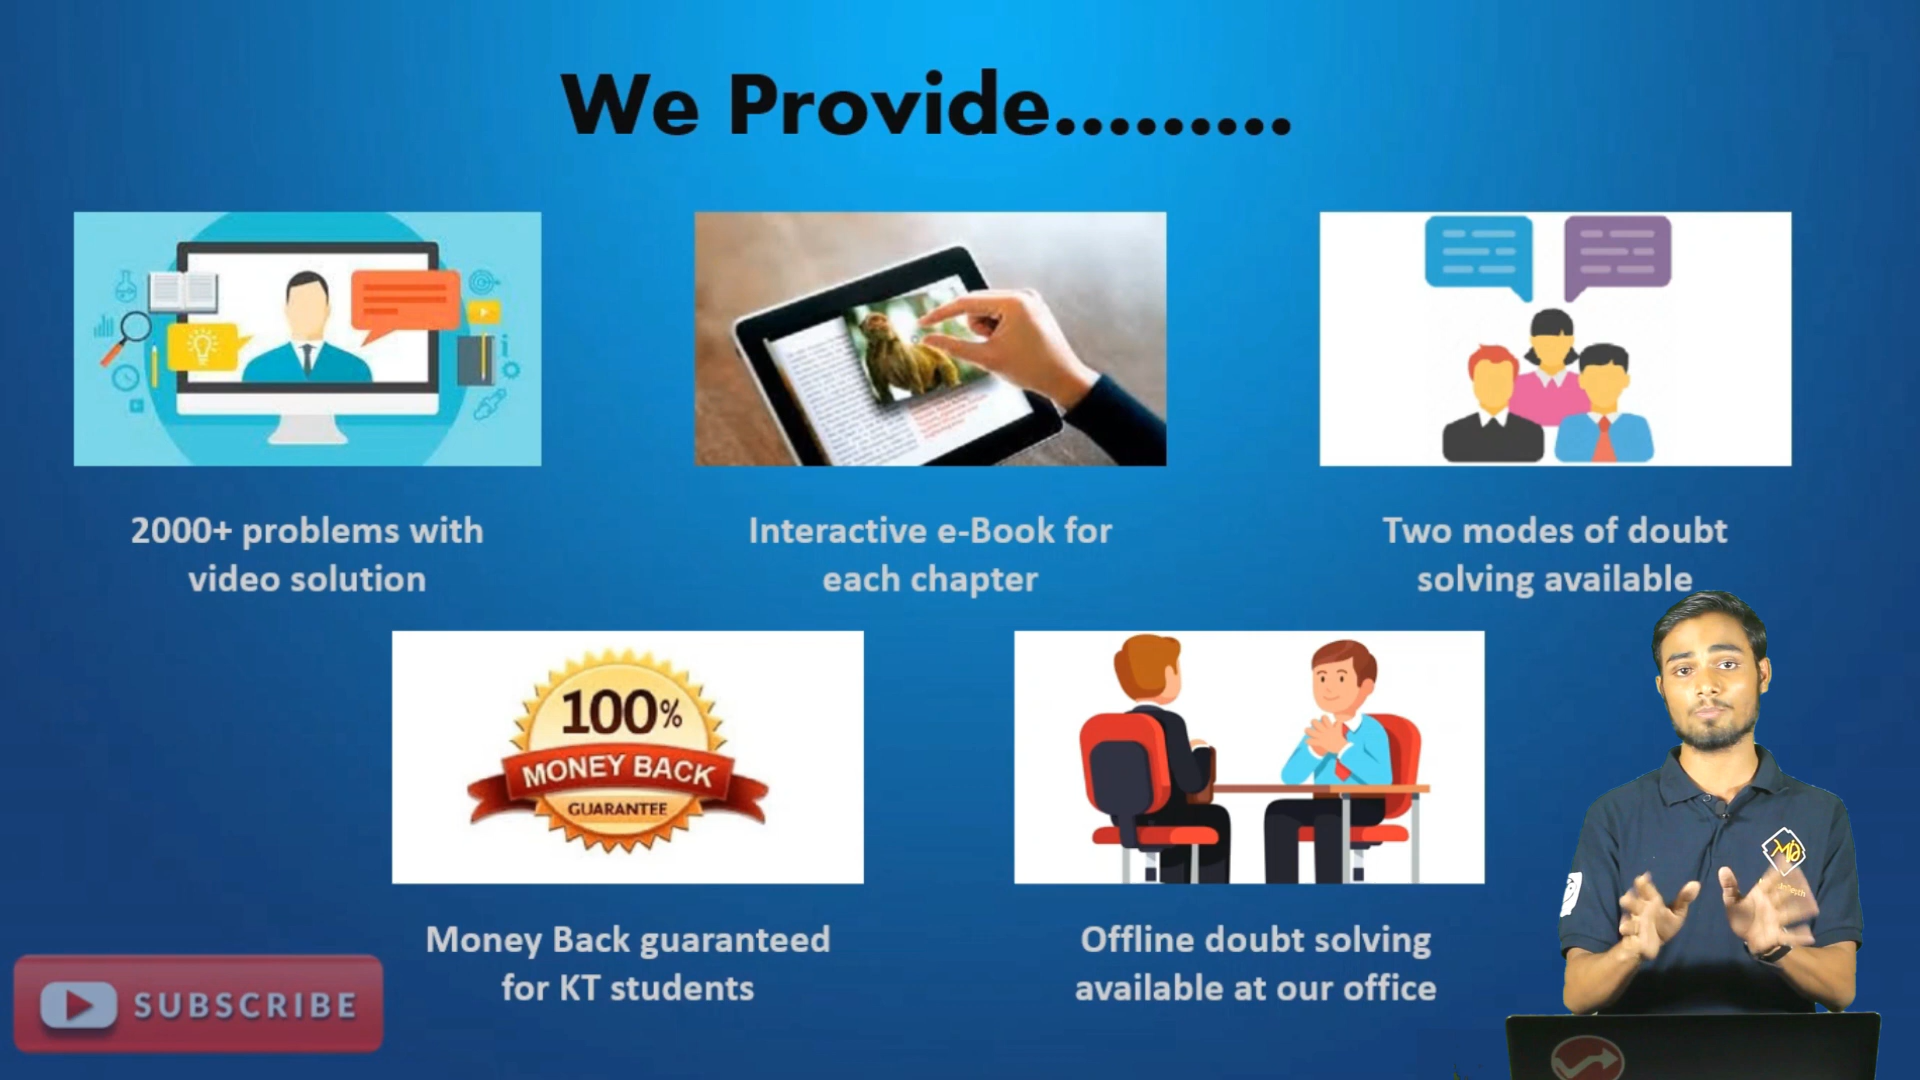 We Provide.........
2000+ problems with
video solution
Interactive e-Book for
each chapter
Two modes of doubt
solving available
100%
MONEY BACK
GUARANTEE
Money Back guaranteed
for KT students
Offline doubt solving
available at our office
SUBSCRIBE